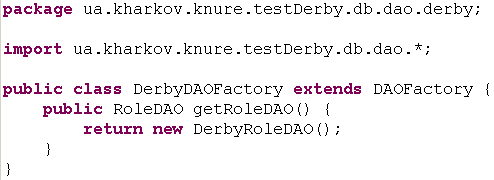 package ua.kharkov.knure.testDerby.db.dao.derby;
import ua.kharkov.knure.testDerby.db.dao.*;
public class DerbyDAOFactory extends DAOFactory {
public RoleDAO getRoleDAO() {
return new DerbyRoleDAO();
}
}